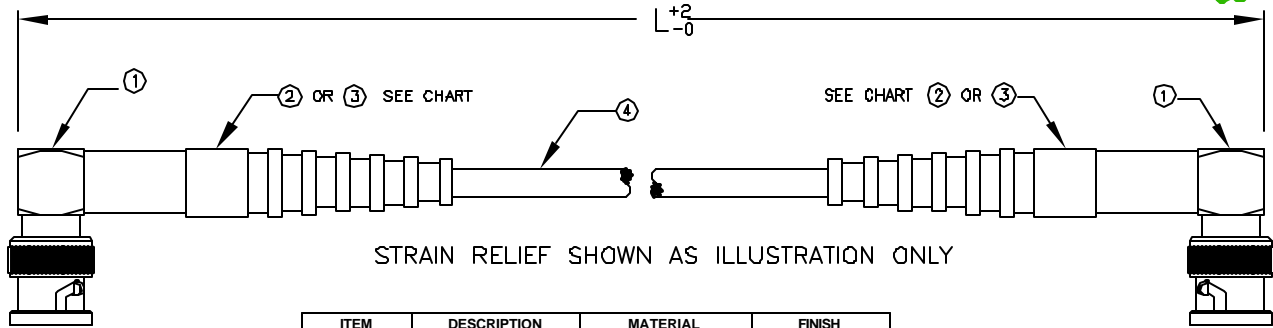 L +2 -0
①
② OR ③ SEE CHART
④
SEE CHART ② OR ③
①
STRAIN RELIEF SHOWN AS ILLUSTRATION ONLY
ITEM DESCRIPTION MATERIAL FINISH